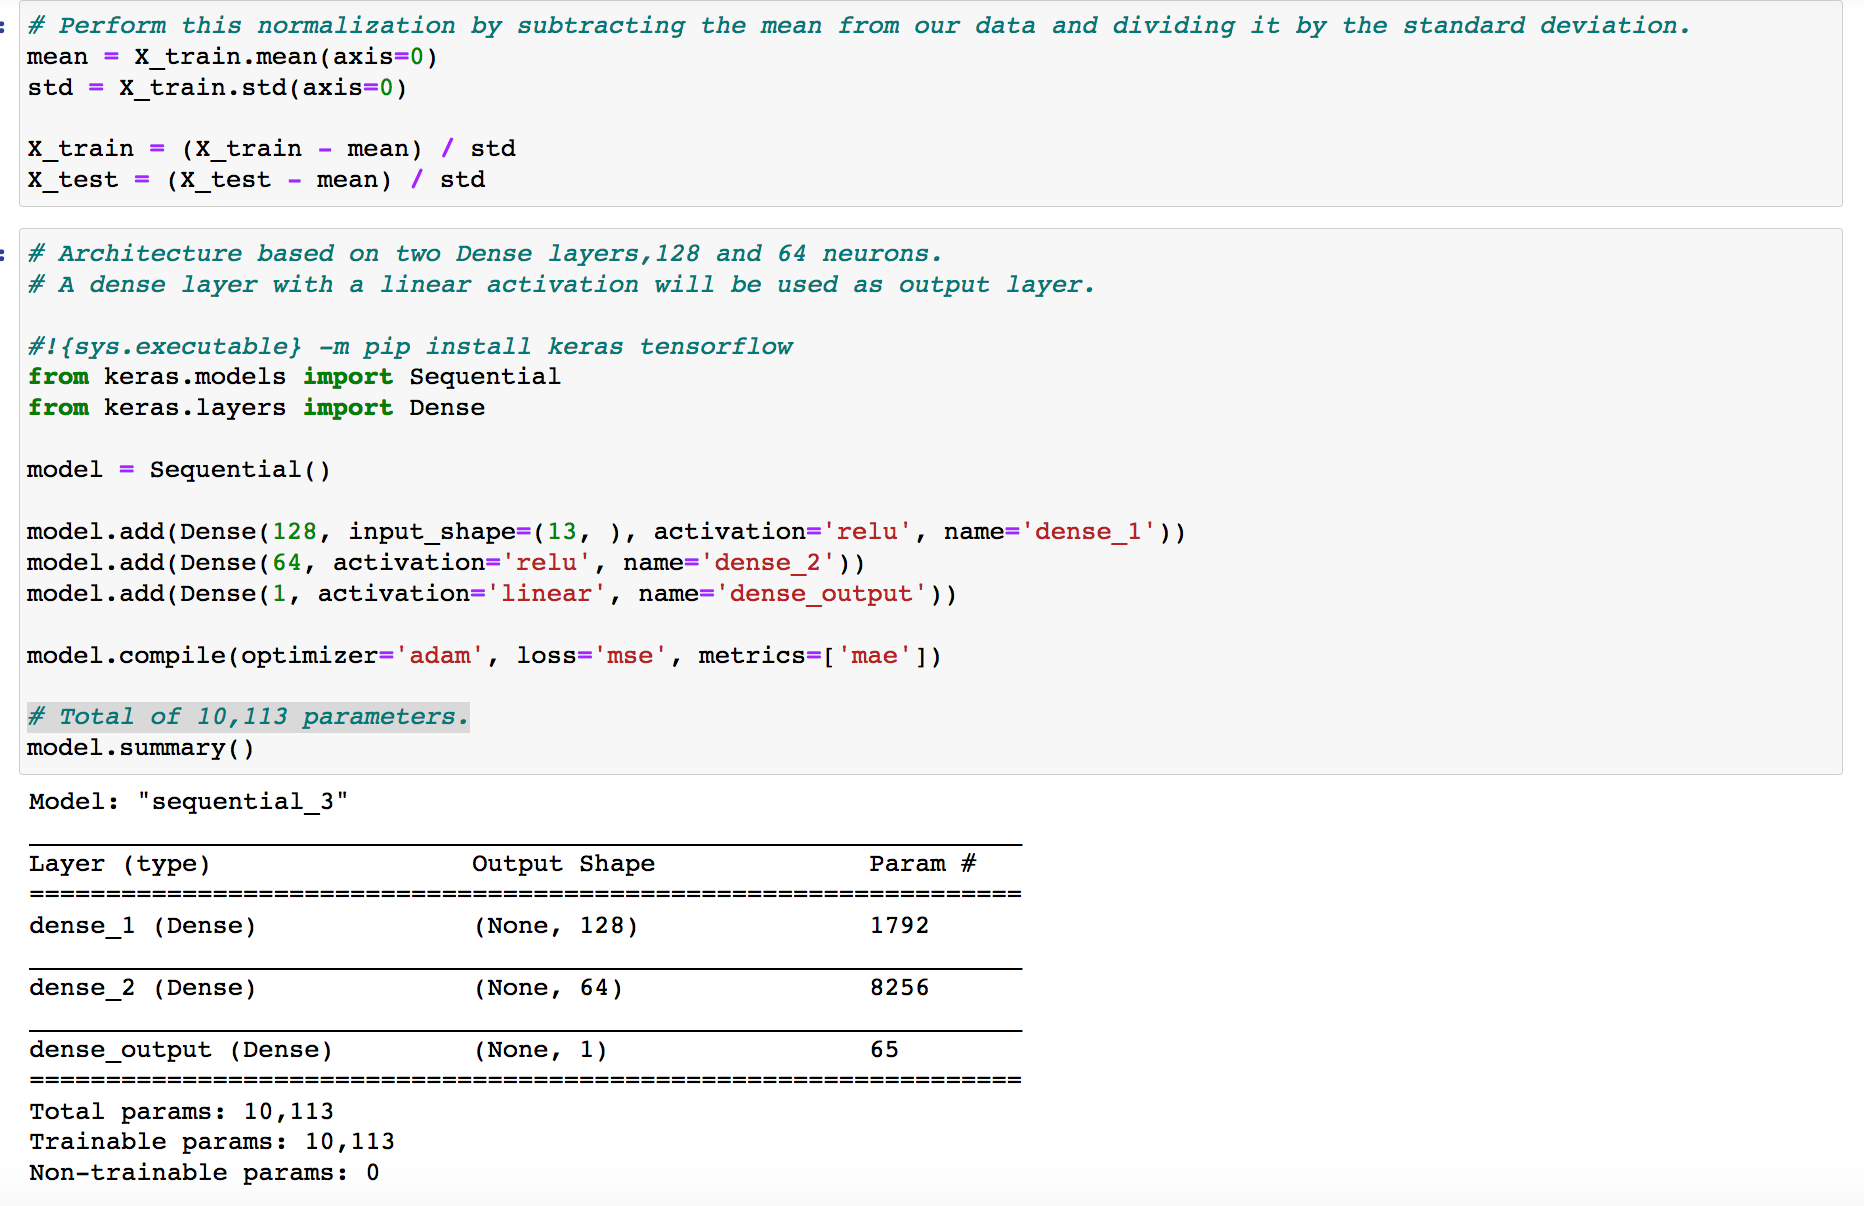 # Perform this normalization by subtracting the mean from our data and dividing it by the standard deviation.
mean = X_train.mean(axis=0)
std = X_train.std(axis=0)
X_train = (X_train - mean) / std
X_test = (X_test - mean) / std
# Architecture based on two Dense layers,128 and 64 neurons.
# A dense layer with a linear activation will be used as output layer.
#!{sys.executable} -m pip install keras tensorflow
from keras.models import Sequential
from keras.layers import Dense
model = Sequential()
model.add(Dense(128, input_shape=(13, ), activation='relu', name='dense_1'))
model.add(Dense(64, activation='relu', name='dense_2'))
model.add(Dense(1, activation='linear', name='dense_output'))
model.compile(optimizer='adam', loss='mse', metrics=['mae'])
# Total of 10,113 parameters.
model.summary()
Model: "sequential_3"
_________________________________________________________________
Layer (type)                 Output Shape              Param #
=================================================================
dense_1 (Dense)              (None, 128)               1792
_________________________________________________________________
dense_2 (Dense)              (None, 64)                8256
_________________________________________________________________
dense_output (Dense)         (None, 1)                 65
=================================================================
Total params: 10,113
Trainable params: 10,113
Non-trainable params: 0